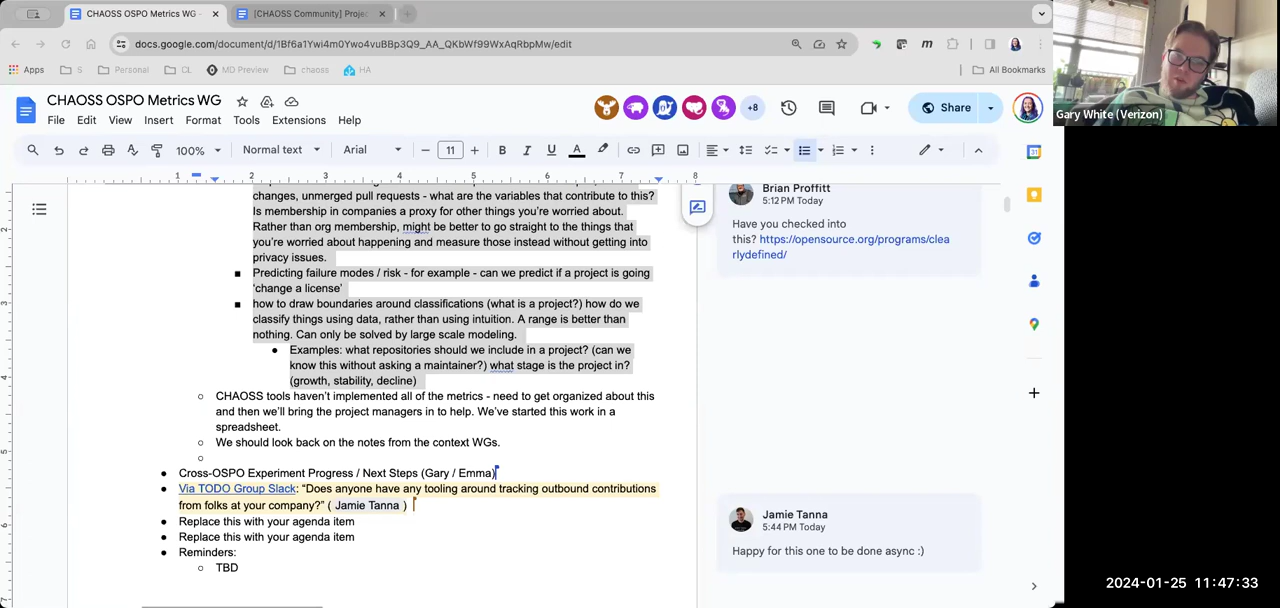 CHAOSS OSPO Metrics WG -
[CHAOSS Community] Projec
docs.google.com/document/d/1Bf6a1Ywi4m0Ywo4vuBBp3Q9_AA_QKbWf99WxAqRbpMw/edit
Apps
S
Personal
CL
MD Preview
chaoss
HA
All Bookmarks
CHAOSS OSPO Metrics WG
File Edit View Insert Format Tools Extensions Help
+8
Share
100%
Normal text
Arial
11
1 2 3 4 5 6 7 8
changes, unmerged pull requests - what are the variables that contribute to this?
Is membership in companies a proxy for other things you're worried about.
Rather than org membership, might be better to go straight to the things that
you're worried about happening and measure those instead without getting into
privacy issues.
Predicting failure modes / risk - for example - can we predict if a project is going
'change a license'
how to draw boundaries around classifications (what is a project?) how do we
classify things using data, rather than using intuition. A range is better than
nothing. Can only be solved by large scale modeling.
Examples: what repositories should we include in a project? (can we
know this without asking a maintainer?) what stage is the project in?
(growth, stability, decline)
CHAOSS tools haven't implemented all of the metrics - need to get organized about this
and then we'll bring the project managers in to help. We've started this work in a
spreadsheet.
We should look back on the notes from the context WGs.
Cross-OSPO Experiment Progress / Next Steps (Gary / Emma)
Via TODO Group Slack: "Does anyone have any tooling around tracking outbound contributions
from folks at your company?" ( Jamie Tanna )
Replace this with your agenda item
Replace this with your agenda item
Reminders:
TBD
Brian Proffitt
5:12 PM Today
Have you checked into
this? https://opensource.org/programs/clea
rlydefined/
Jamie Tanna
5:44 PM Today
Happy for this one to be done async :)
Gary White (Verizon)
2024-01-25 11:47:33